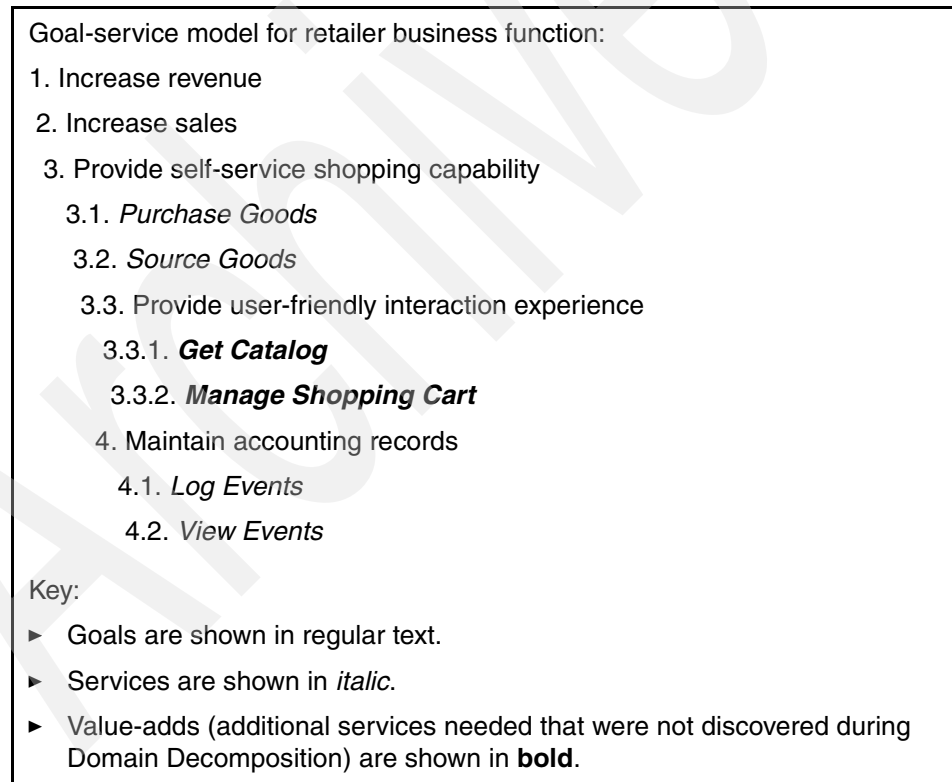 Goal-service model for retailer business function:
1. Increase revenue
2. Increase sales
3. Provide self-service shopping capability
3.1. Purchase Goods
3.2. Source Goods
3.3. Provide user-friendly interaction experience
3.3.1. Get Catalog
3.3.2. Manage Shopping Cart
4. Maintain accounting records
4.1. Log Events
4.2. View Events
Key:
► Goals are shown in regular text.
► Services are shown in italic.
► Value-adds (additional services needed that were not discovered during
Domain Decomposition) are shown in bold.
Archive